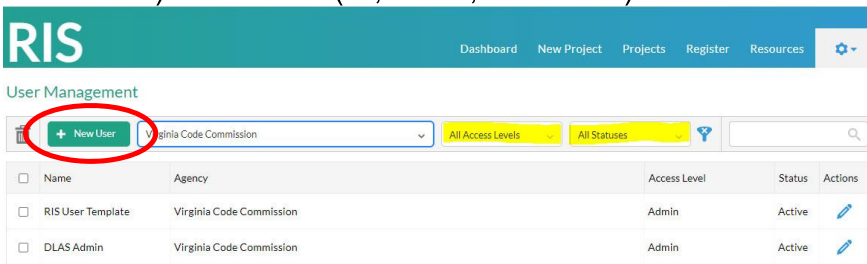 RIS
Dashboard New Project Projects Register Resources
User Management
+ New User Virginia Code Commission All Access Levels All Statuses
Name Agency Access Level Status Actions
RIS User Template Virginia Code Commission Admin Active
DLAS Admin Virginia Code Commission Admin Active